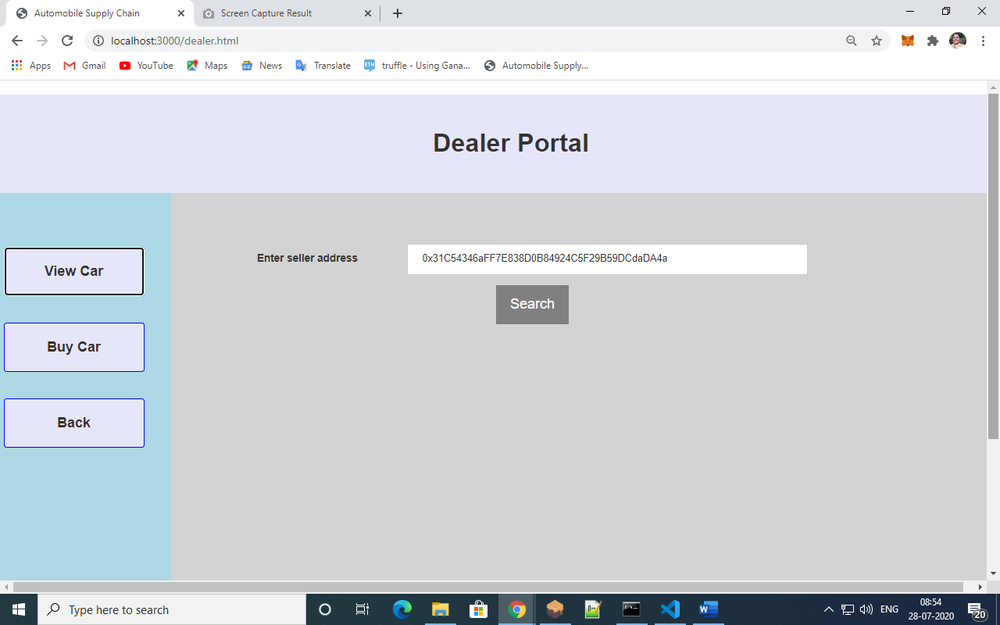 Automobile Supply Chain
Screen Capture Result
localhost:3000/dealer.html
Apps
Gmail
YouTube
Maps
News
Translate
ETH
truffle - Using Gana...
Automobile Supply...
Dealer Portal
View Car
Enter seller address
0x31C54346aFF7E838D0B84924C5F29B59DCdaDA4a
Search
Buy Car
Back
Type here to search
ENG
08:54
28-07-2020
20